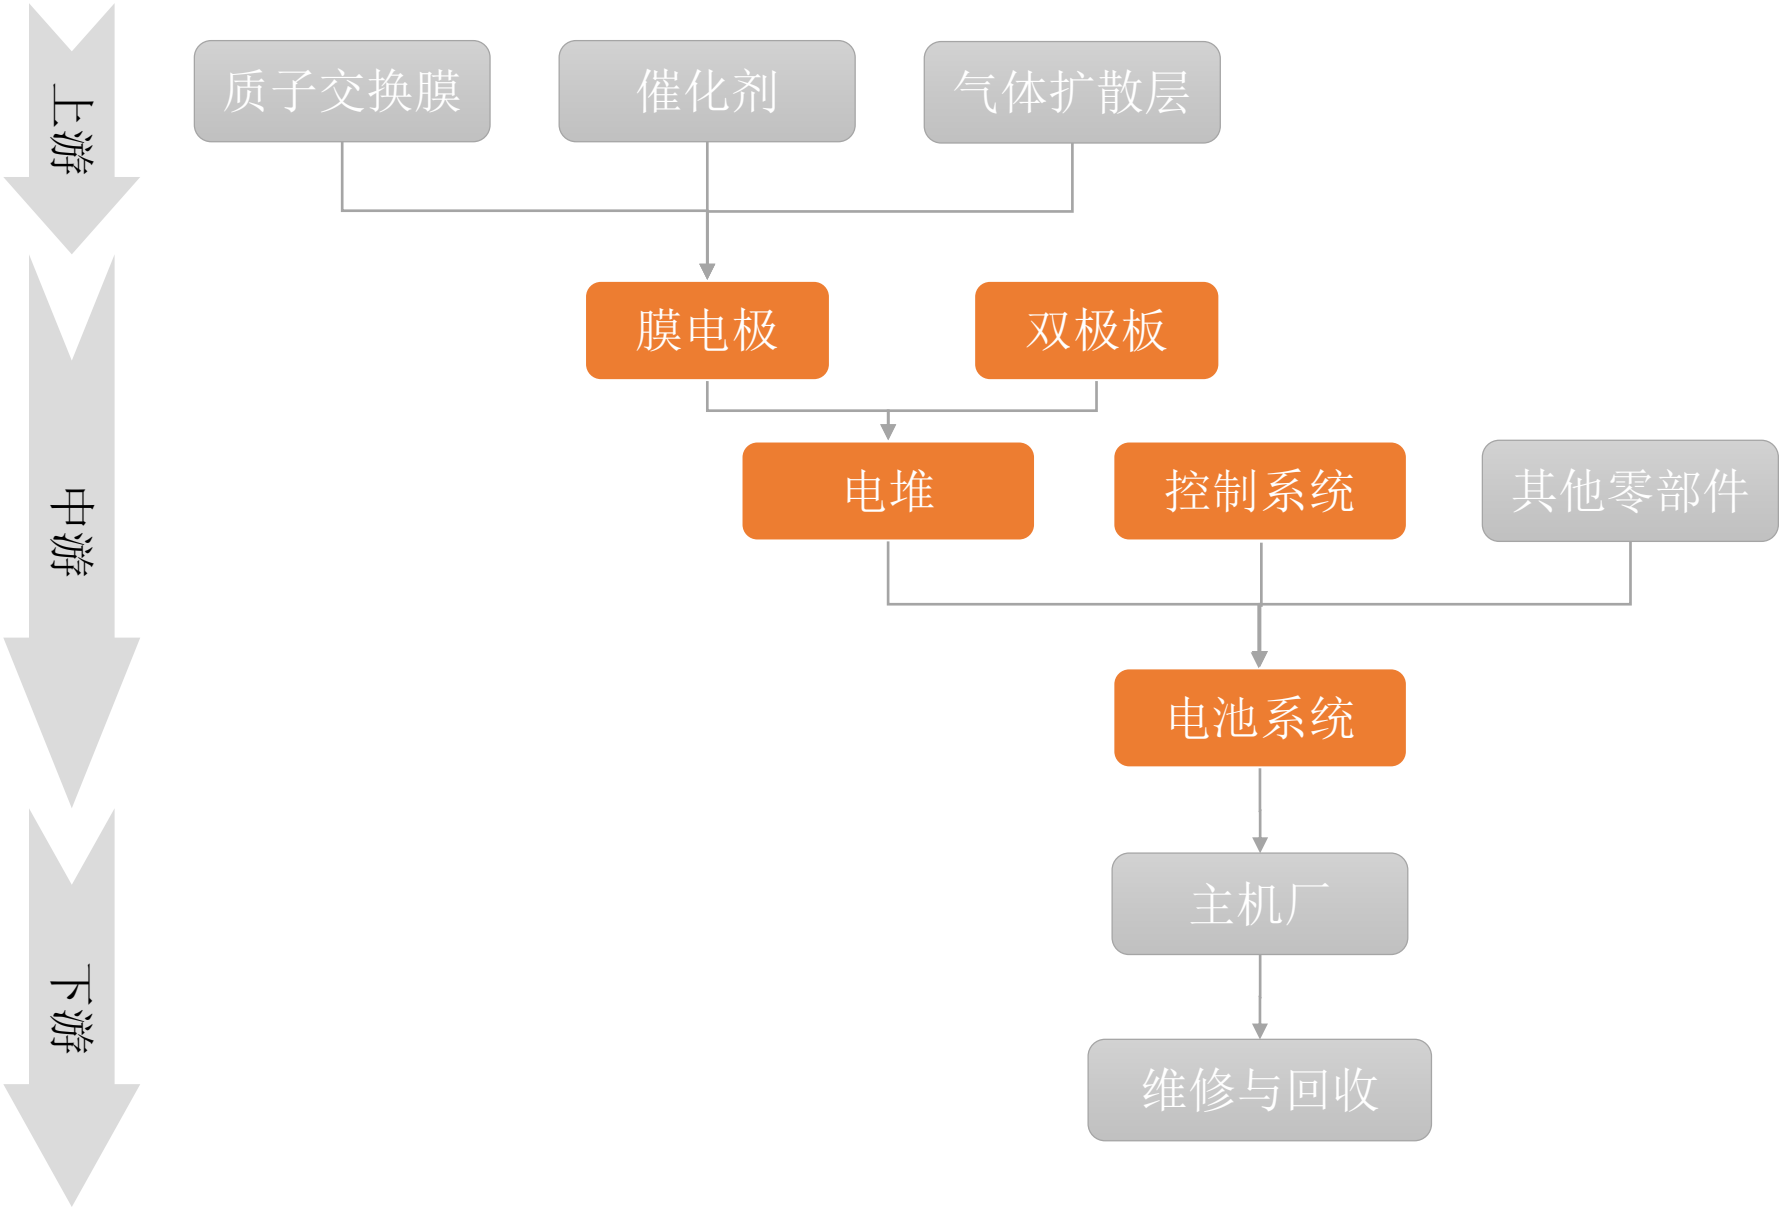 上游
质子交换膜
催化剂
气体扩散层
中游
膜电极
双极板
电堆
控制系统
其他零部件
电池系统
下游
主机厂
维修与回收